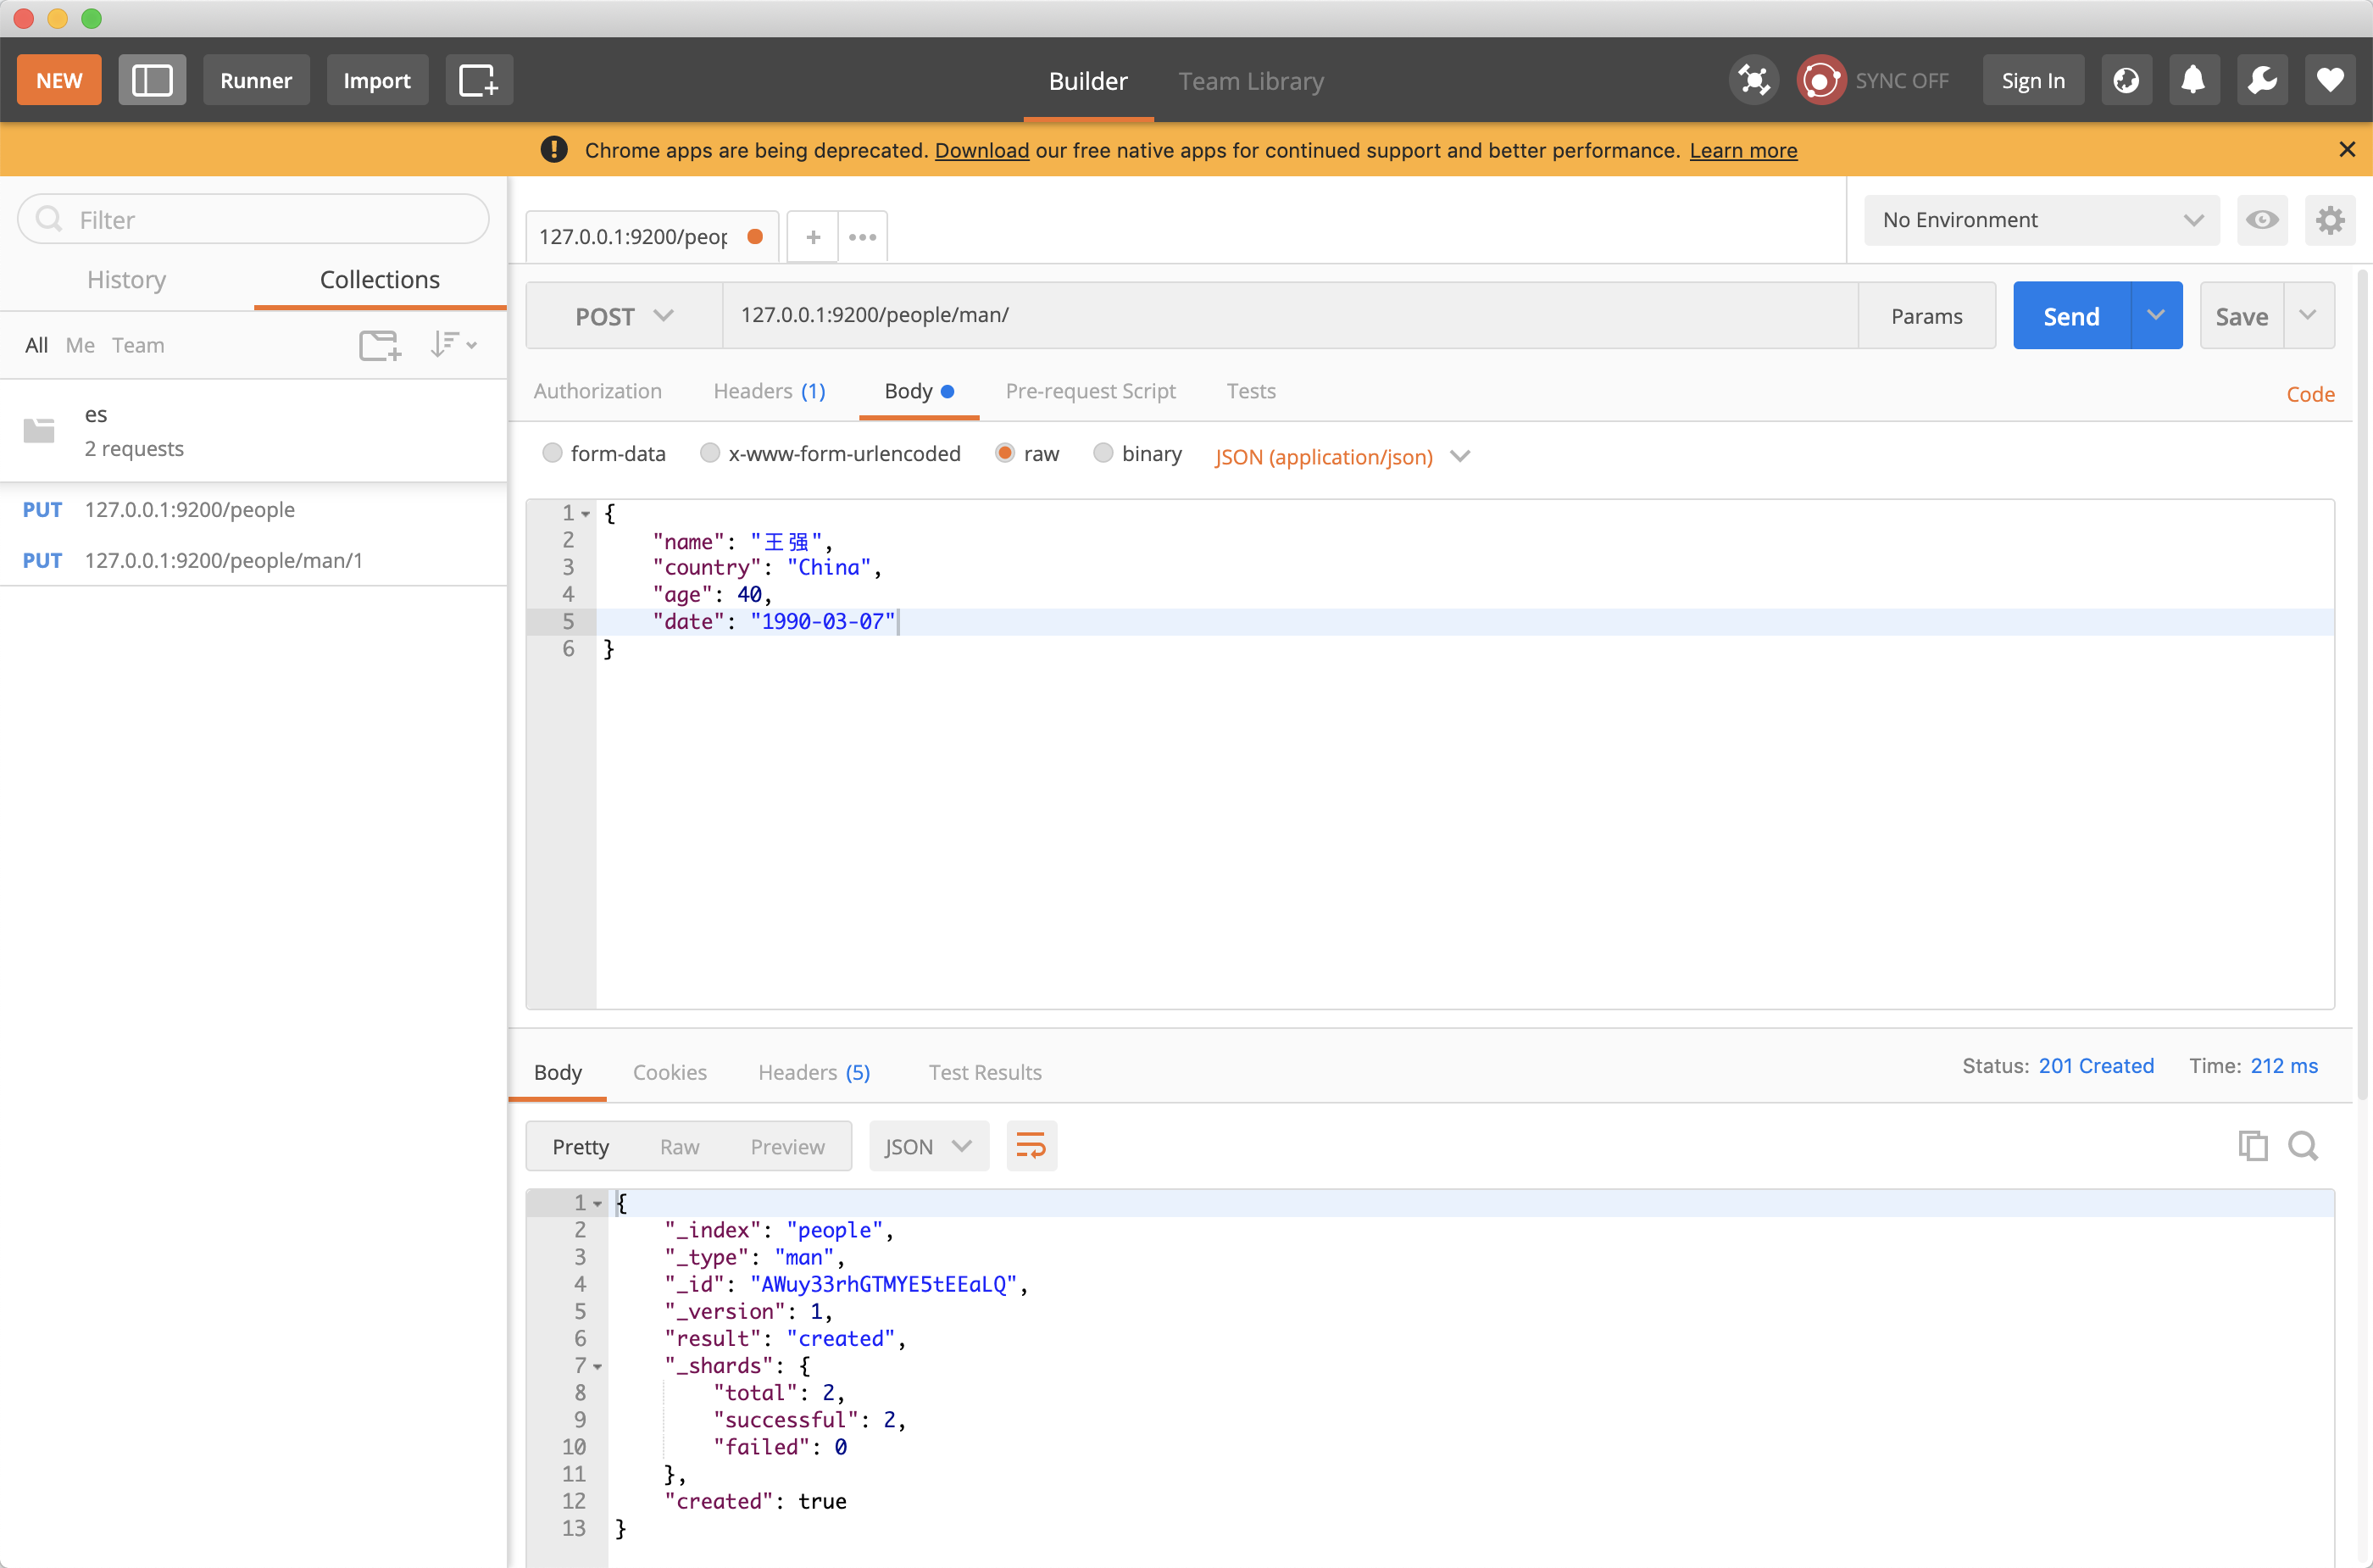 NEW Runner Import Builder Team Library SYNC OFF Sign In
Chrome apps are being deprecated. Download our free native apps for continued support and better performance. Learn more
Filter
History Collections
All Me Team
es
2 requests
PUT 127.0.0.1:9200/people
PUT 127.0.0.1:9200/people/man/1
127.0.0.1:9200/peop
No Environment
POST 127.0.0.1:9200/people/man/ Params Send Save
Authorization Headers (1) Body Pre-request Script Tests Code
form-data x-www-form-urlencoded raw binary JSON (application/json)
1 {
2 "name": "王强",
3 "country": "China",
4 "age": 40,
5 "date": "1990-03-07"
6 }
Body Cookies Headers (5) Test Results Status: 201 Created Time: 212 ms
Pretty Raw Preview JSON
1 {
2 "_index": "people",
3 "_type": "man",
4 "_id": "AWuy33rhGTMYE5tEEaLQ",
5 "_version": 1,
6 "result": "created",
7 "_shards": {
8 "total": 2,
9 "successful": 2,
10 "failed": 0
11 },
12 "created": true
13 }